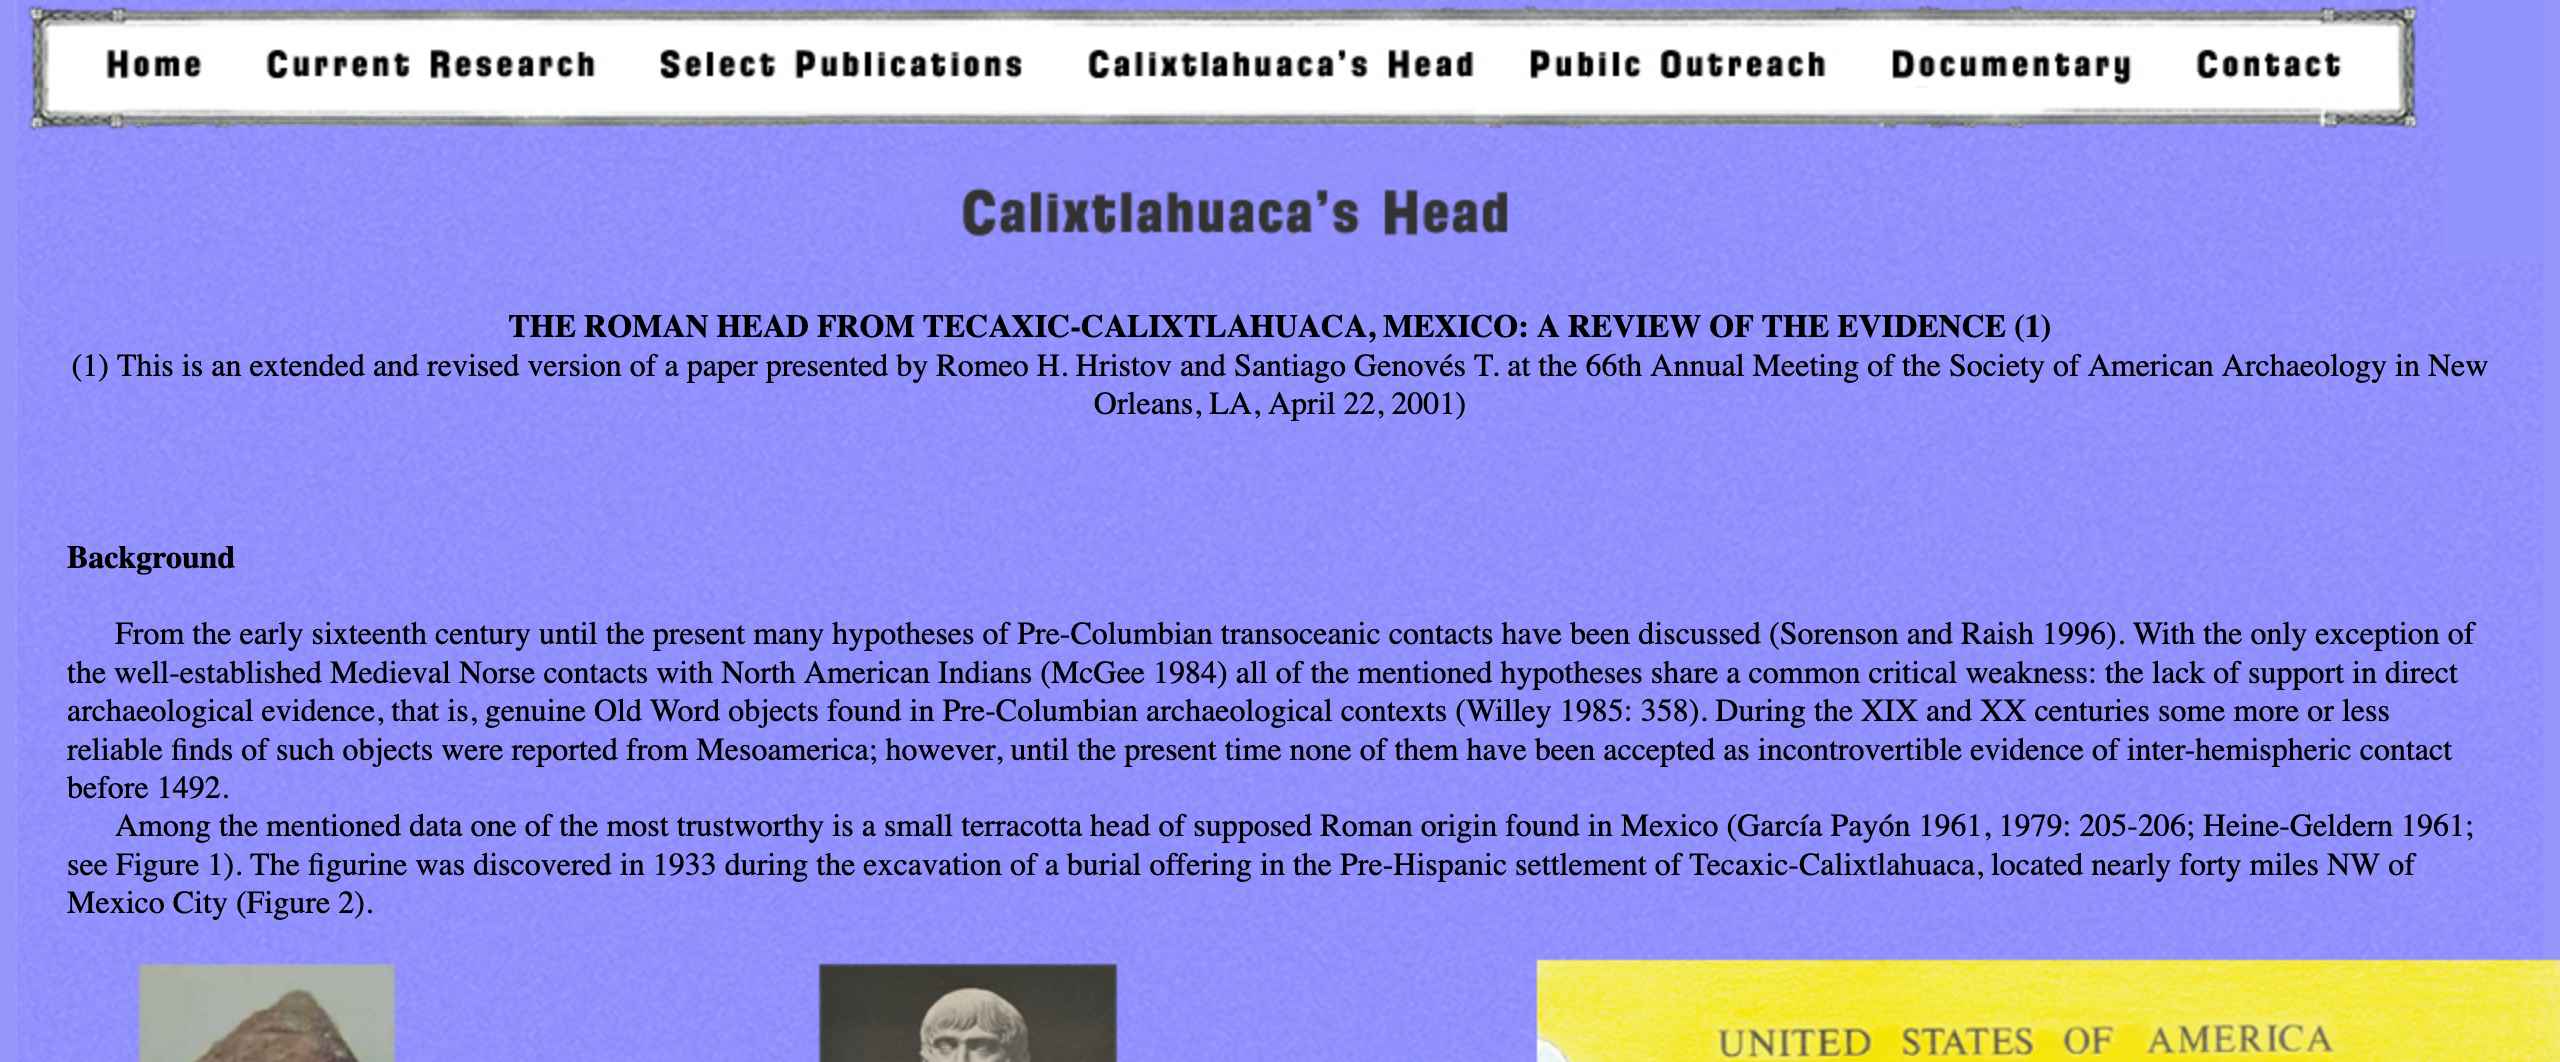 Home Current Research Select Publications Calixtlahuaca's Head Pubilc Outreach Documentary Contact
Calixtlahuaca's Head
THE ROMAN HEAD FROM TECAXIC-CALIXTLAHUACA, MEXICO: A REVIEW OF THE EVIDENCE (1)
(1) This is an extended and revised version of a paper presented by Romeo H. Hristov and Santiago Genovés T. at the 66th Annual Meeting of the Society of American Archaeology in New
Orleans, LA, April 22, 2001)
Background
From the early sixteenth century until the present many hypotheses of Pre-Columbian transoceanic contacts have been discussed (Sorenson and Raish 1996). With the only exception of
the well-established Medieval Norse contacts with North American Indians (McGee 1984) all of the mentioned hypotheses share a common critical weakness: the lack of support in direct
archaeological evidence, that is, genuine Old Word objects found in Pre-Columbian archaeological contexts (Willey 1985: 358). During the XIX and XX centuries some more or less
reliable finds of such objects were reported from Mesoamerica; however, until the present time none of them have been accepted as incontrovertible evidence of inter-hemispheric contact
before 1492.
Among the mentioned data one of the most trustworthy is a small terracotta head of supposed Roman origin found in Mexico (García Payón 1961, 1979: 205-206; Heine-Geldern 1961;
see Figure 1). The figurine was discovered in 1933 during the excavation of a burial offering in the Pre-Hispanic settlement of Tecaxic-Calixtlahuaca, located nearly forty miles NW of
Mexico City (Figure 2).
UNITED STATES OF AMERICA